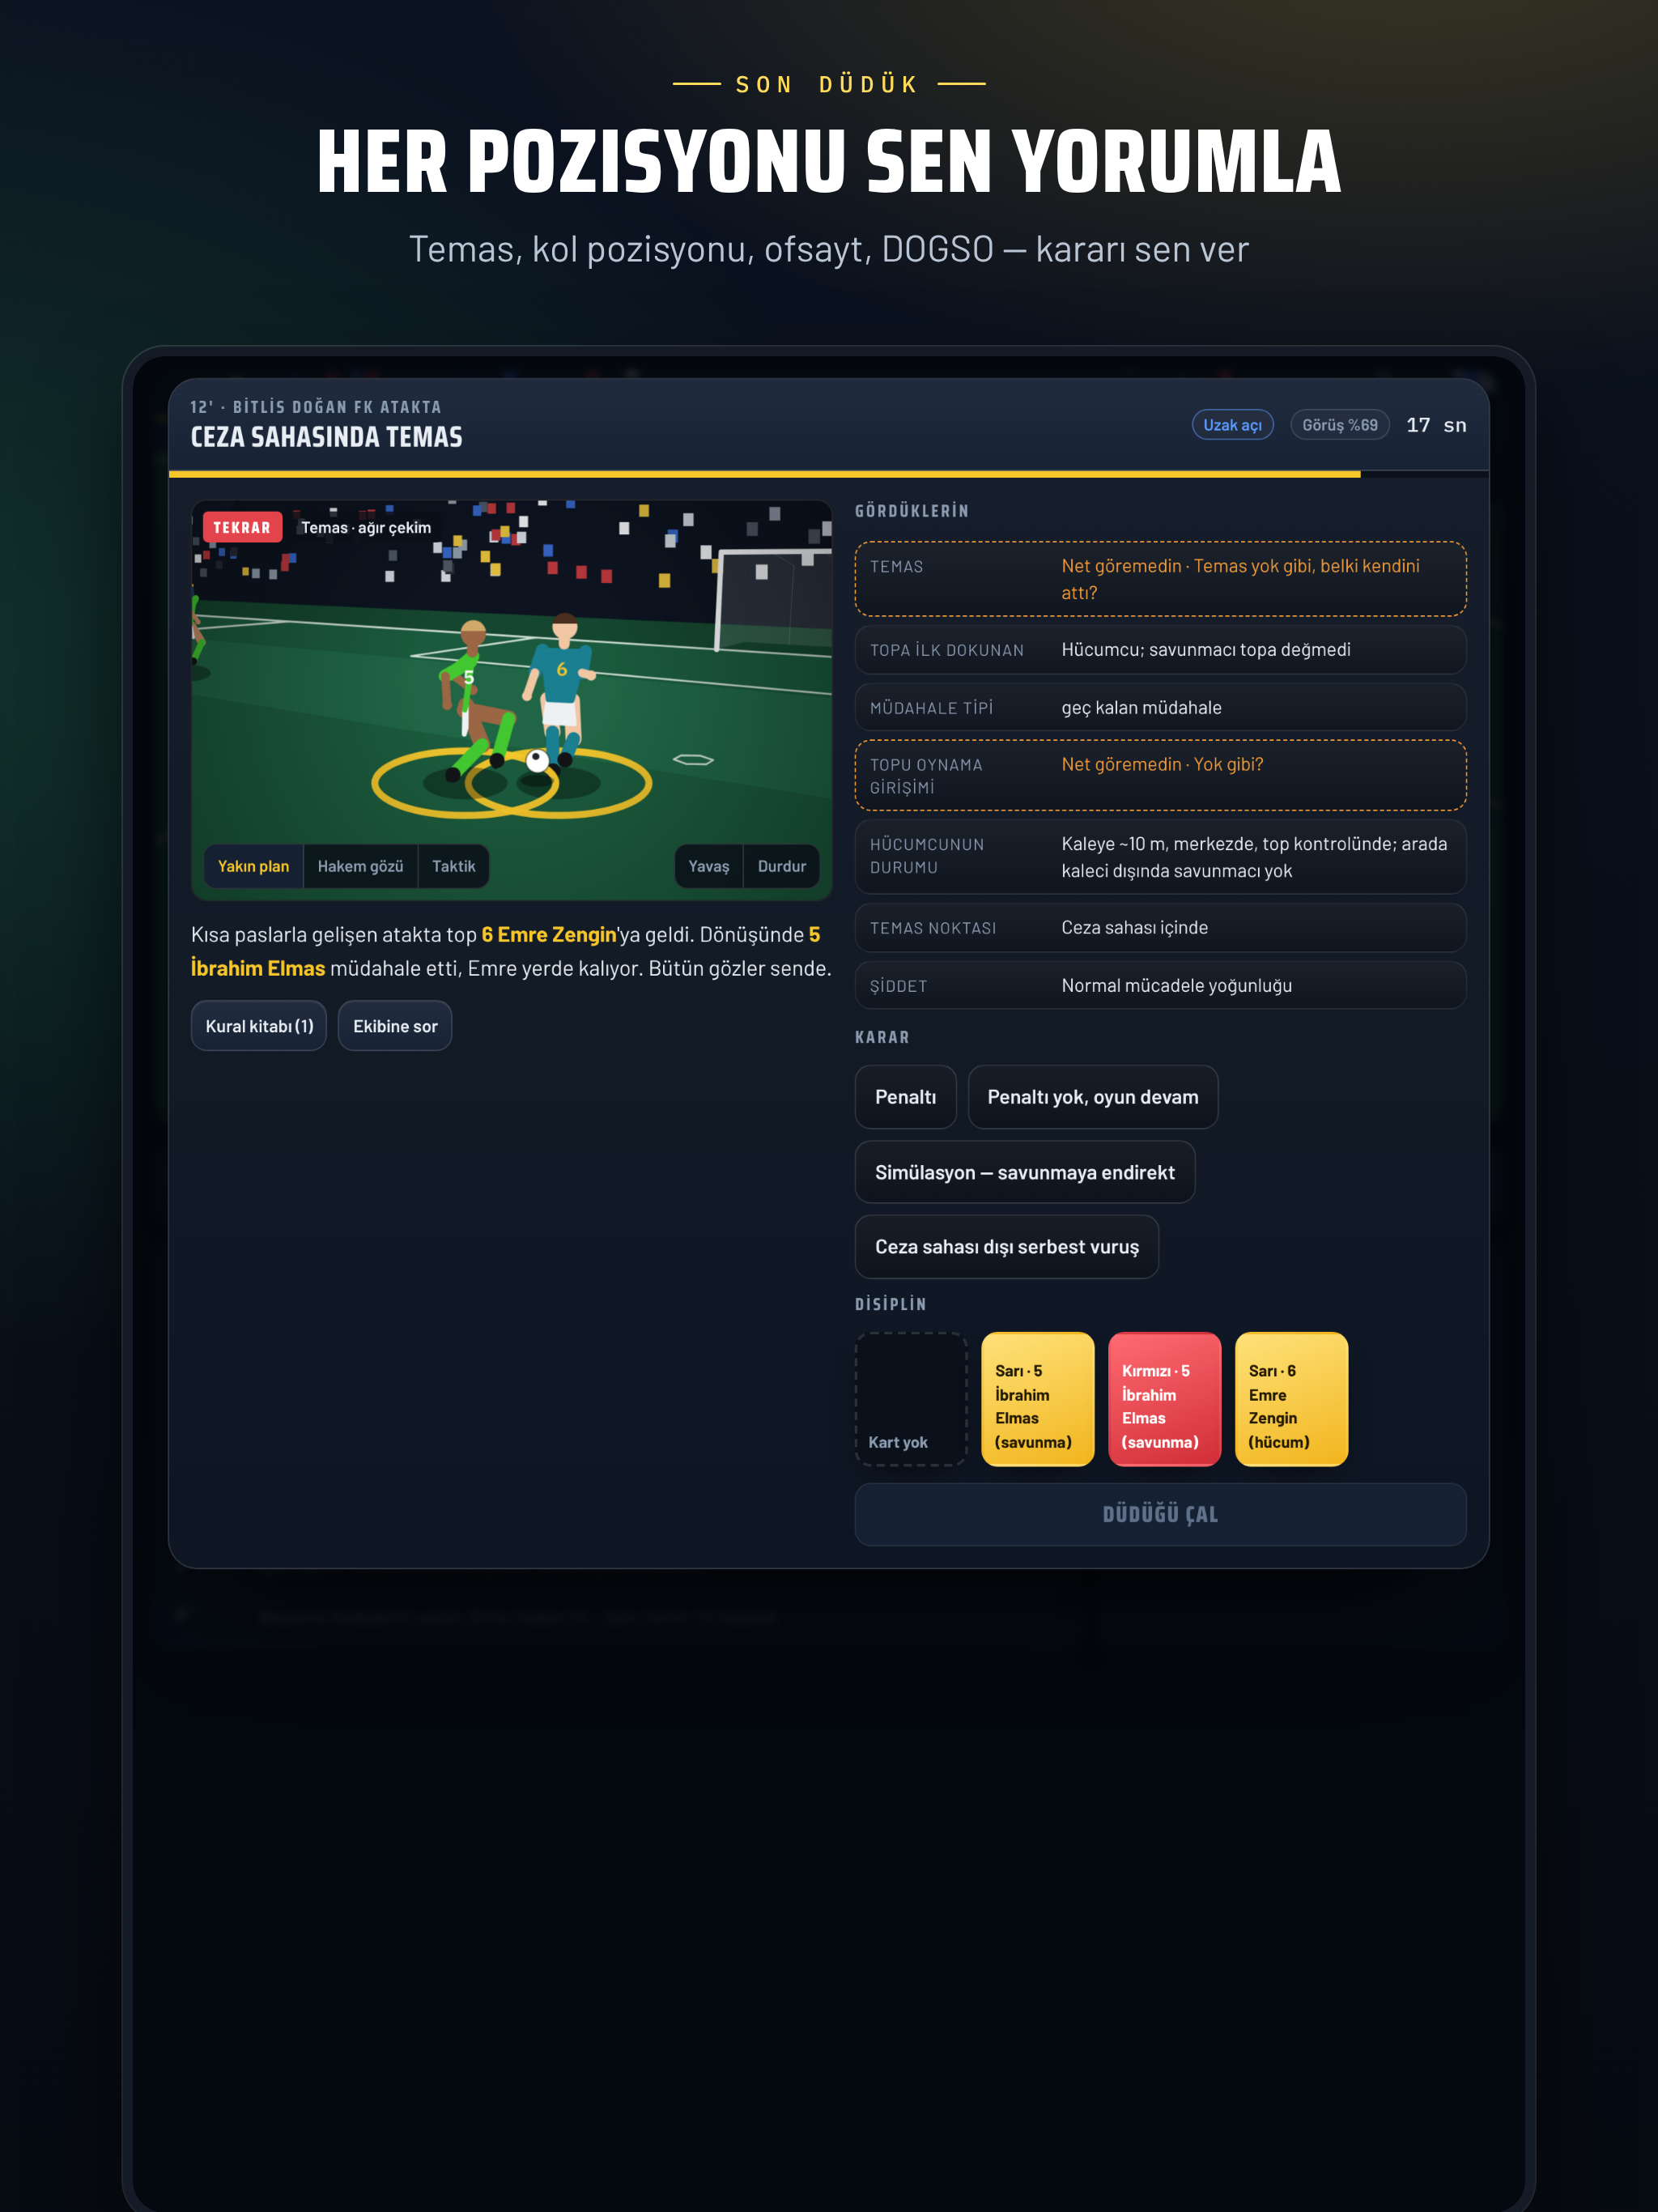 SON DÜDÜK
HER POZISYONU SEN YORUMLA
Temas, kol pozisyonu, ofsayt, DOGSO — kararı sen ver
12' · BİTLİS DOĞAN FK ATAKTA
CEZA SAHASINDA TEMAS
Uzak açı
Görüş %69
17 sn
TEKRAR
Temas · ağır çekim
5
6
Yakın plan
Hakem gözü
Taktik
Yavaş
Durdur
Kısa paslarla gelişen atakta top 6 Emre Zengin'ya geldi. Dönüşünde 5
İbrahim Elmas müdahale etti, Emre yerde kalıyor. Bütün gözler sende.
Kural kitabı (1)
Ekibine sor
GÖRDÜKLERİN
TEMAS
Net göremedin · Temas yok gibi, belki kendini
attı?
TOPA İLK DOKUNAN
Hücumcu; savunmacı topa değmedi
MÜDAHALE TİPİ
geç kalan müdahale
TOPU OYNAMA
GİRİŞİMİ
Net göremedin · Yok gibi?
HÜCUMCUNUN
DURUMU
Kaleye ~10 m, merkezde, top kontrolünde; arada
kaleci dışında savunmacı yok
TEMAS NOKTASI
Ceza sahası içinde
ŞİDDET
Normal mücadele yoğunluğu
KARAR
Penaltı
Penaltı yok, oyun devam
Simülasyon — savunmaya endirekt
Ceza sahası dışı serbest vuruş
DİSİPLİN
Kart yok
Sarı · 5
İbrahim
Elmas
(savunma)
Kırmızı · 5
İbrahim
Elmas
(savunma)
Sarı · 6
Emre
Zengin
(hücum)
DÜDÜĞÜ ÇAL